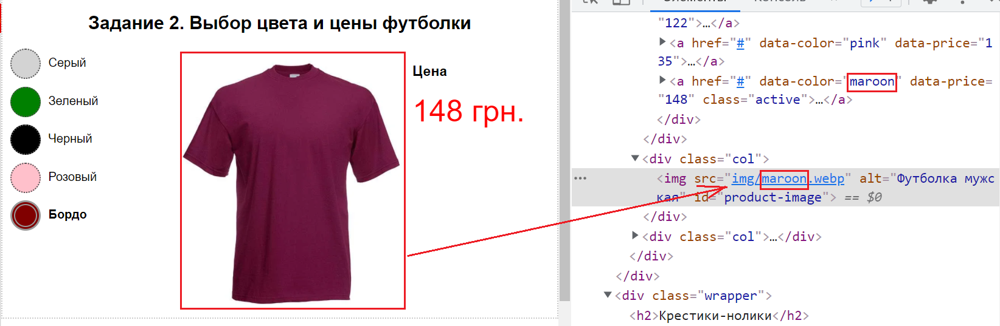 Задание 2. Выбор цвета и цены футболки
Серый
Зеленый
Черный
Розовый
Бордо
Цена
148 грн.
"122">…</a>
<a href="#" data-color="pink" data-price="1
35">…</a>
<a href="#" data-color="maroon" data-price=
"148" class="active">…</a>
</div>
</div>
<div class="col">
<img src="img/maroon.webp" alt="Футболка мужс
кая" id="product-image"> == $0
</div>
<div class="col">…</div>
</div>
</div>
<div class="wrapper">
<h2>Крестики-нолики</h2>